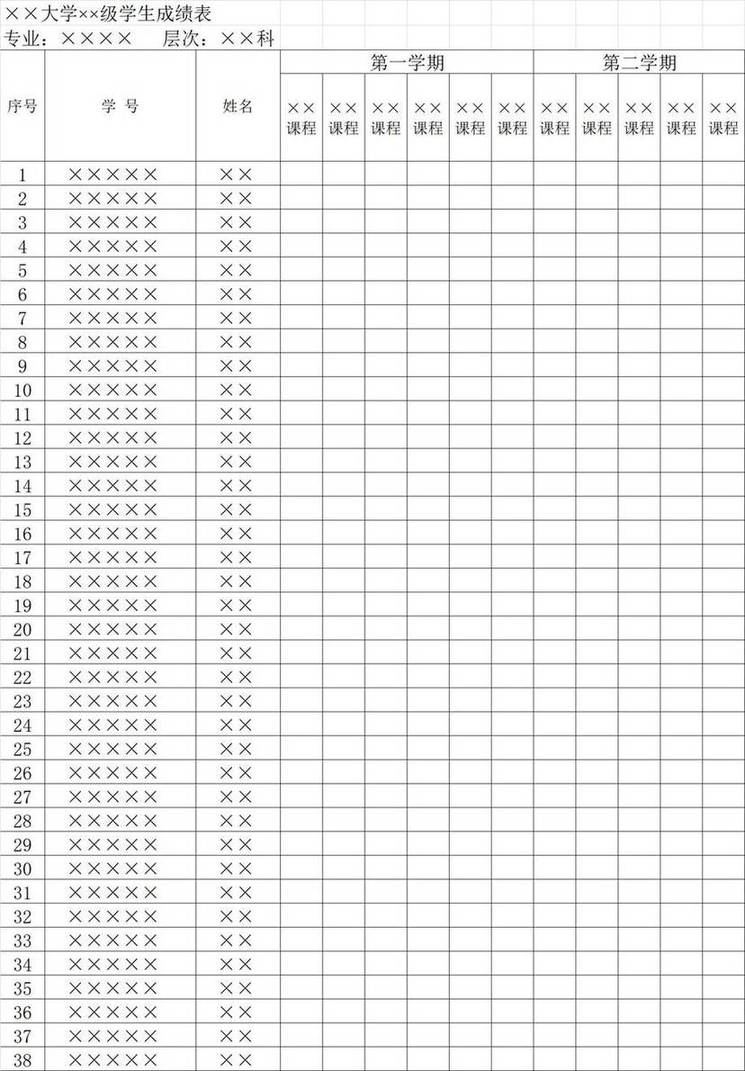 ××大学××级学生成绩表
专业：×××× 层次：××科
第一学期 第二学期
序号 学 号 姓名 ××课程 ××课程 ××课程 ××课程 ××课程 ××课程 ××课程 ××课程 ××课程 ××课程 ××课程
1 ××××× ××
2 ××××× ××
3 ××××× ××
4 ××××× ××
5 ××××× ××
6 ××××× ××
7 ××××× ××
8 ××××× ××
9 ××××× ××
10 ××××× ××
11 ××××× ××
12 ××××× ××
13 ××××× ××
14 ××××× ××
15 ××××× ××
16 ××××× ××
17 ××××× ××
18 ××××× ××
19 ××××× ××
20 ××××× ××
21 ××××× ××
22 ××××× ××
23 ××××× ××
24 ××××× ××
25 ××××× ××
26 ××××× ××
27 ××××× ××
28 ××××× ××
29 ××××× ××
30 ××××× ××
31 ××××× ××
32 ××××× ××
33 ××××× ××
34 ××××× ××
35 ××××× ××
36 ××××× ××
37 ××××× ××
38 ××××× ××